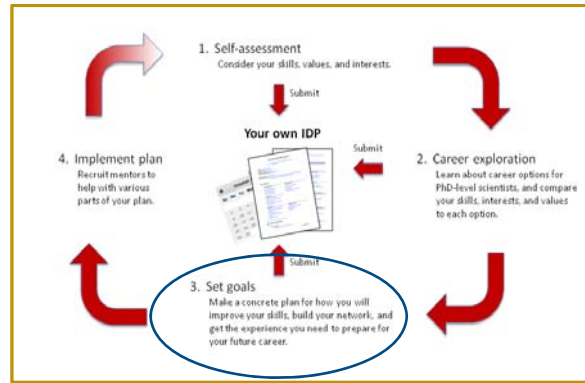 1. Self-assessment
Consider your skills, values, and interests.
Submit
Your own IDP
Submit
2. Career exploration
Learn about career options for
PhD-level scientists, and compare
your skills, interests, and values
to each option.
Submit
3. Set goals
Make a concrete plan for how you will
improve your skills, build your network, and
get the experience you need to prepare for
your future career.
4. Implement plan
Recruit mentors to
help with various
parts of your plan.